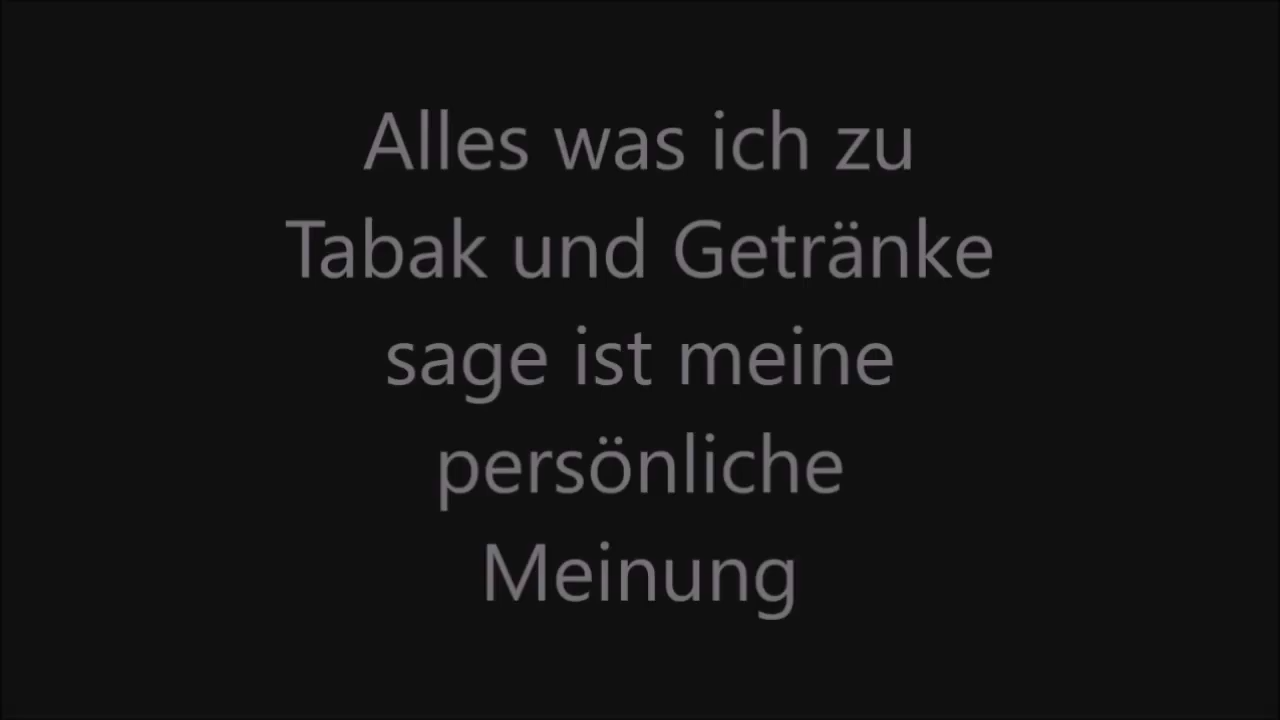 Alles was ich zu
Tabak und Getränke
sage ist meine
persönliche
Meinung